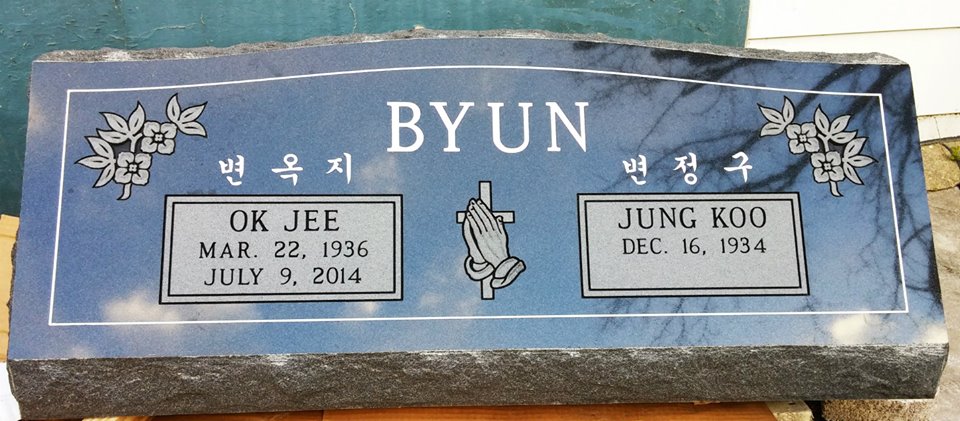 BYUN
변옥지
변정구
OK JEE
MAR. 22, 1936
JULY 9, 2014
JUNG KOO
DEC. 16, 1934